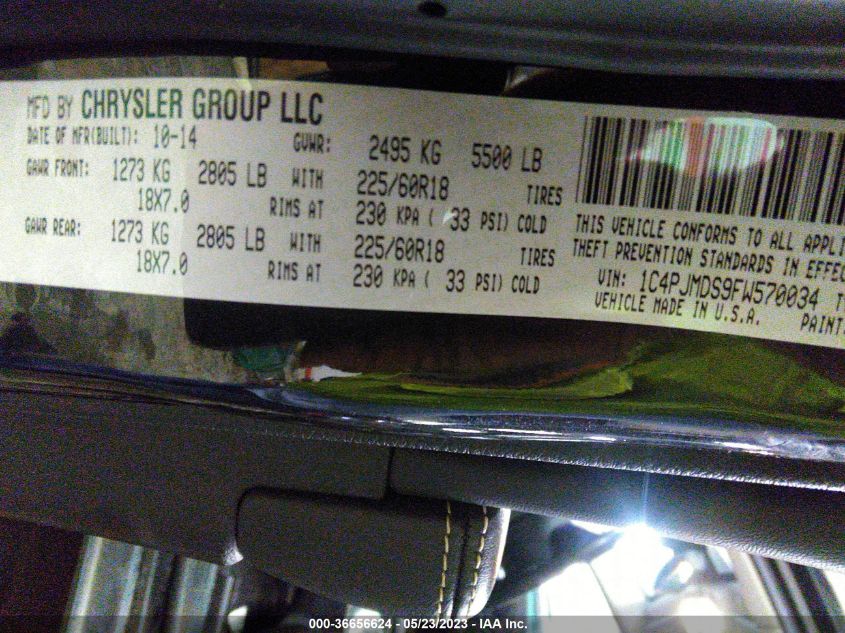 MFD BY CHRYSLER GROUP LLC
DATE OF MFR(BUILT): 10-14 GVWR: 2495 KG 5500 LB
GAWR FRONT: 1273 KG 2805 LB WITH 225/60R18 TIRES
18X7.0 RIMS AT 230 KPA ( 33 PSI) COLD
GAWR REAR: 1273 KG 2805 LB WITH 225/60R18 TIRES
18X7.0 RIMS AT 230 KPA ( 33 PSI) COLD
THIS VEHICLE CONFORMS TO ALL APPLI
THEFT PREVENTION STANDARDS IN EFFEC
VIN: 1C4PJMDS9FW570034 T
VEHICLE MADE IN U.S.A. PAINT:
000-36656624 / 05/23/2023 - IAA Inc.